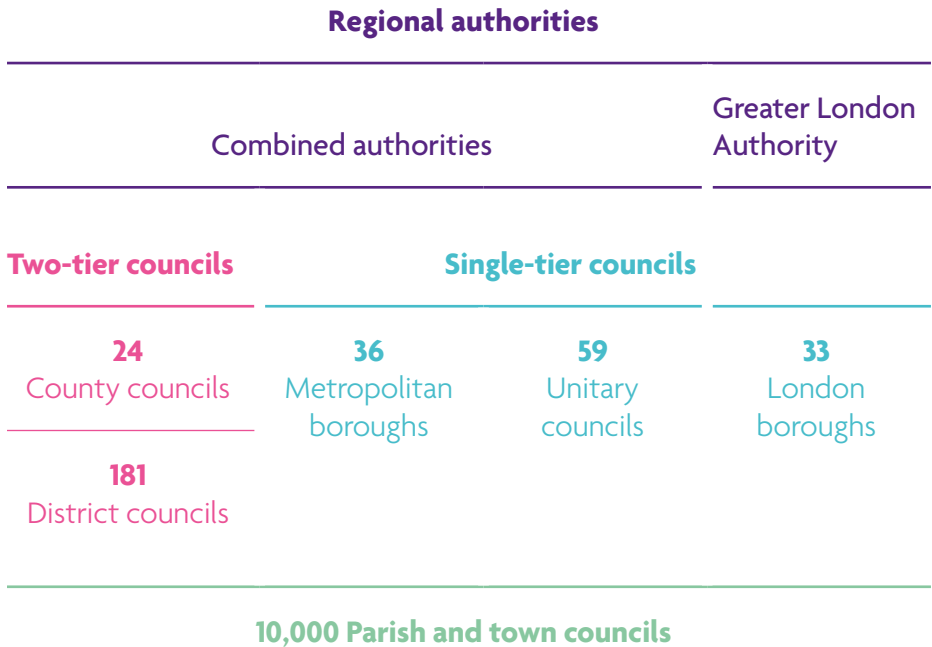 Regional authorities
Combined authorities
Greater London
Authority
Two-tier councils
Single-tier councils
24
County councils
181
District councils
36
Metropolitan
boroughs
59
Unitary
councils
33
London
boroughs
10,000 Parish and town councils